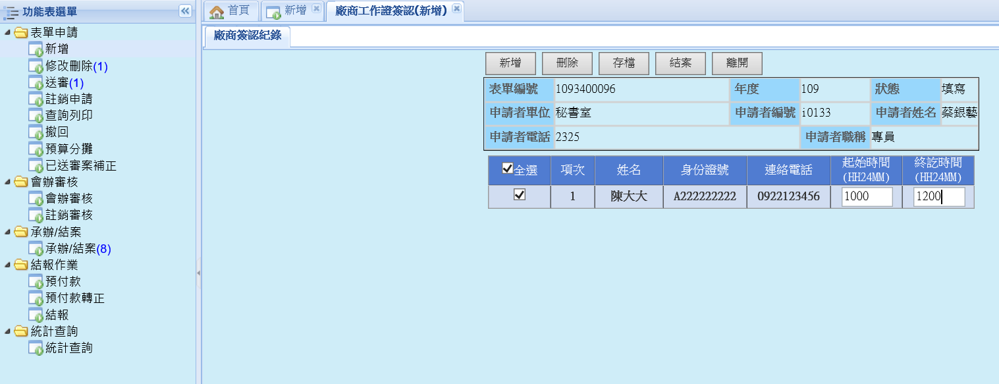 功能表選單
表單申請
新增
修改刪除(1)
送審(1)
註銷申請
查詢列印
撤回
預算分攤
已送審案補正
會辦審核
會辦審核
註銷審核
承辦/結案
承辦/結案(8)
結報作業
預付款
預付款轉正
結報
統計查詢
統計查詢
首頁 新增 廠商工作證簽認(新增)
廠商簽認紀錄
新增 刪除 存檔 結案 離開
表單編號 1093400096 年度 109 狀態 填寫
申請者單位 秘書室 申請者編號 i0133 申請者姓名 蔡銀藝
申請者電話 2325 申請者職稱 專員
全選 項次 姓名 身份證號 連絡電話 起始時間 終訖時間
(HH24MM) (HH24MM)
1 陳大大 A222222222 0922123456 1000 1200